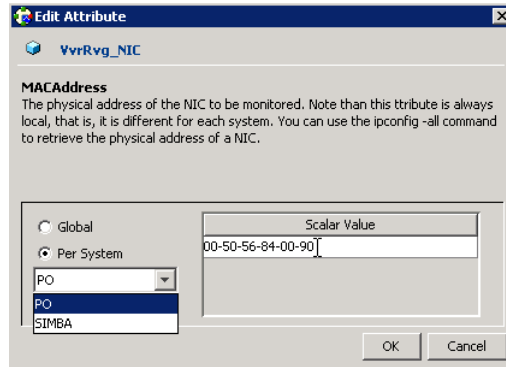 Edit Attribute
VvrRvg_NIC
MACAddress
The physical address of the NIC to be monitored. Note than this ttribute is always
local, that is, it is different for each system. You can use the ipconfig -all command
to retrieve the physical address of a NIC.
Global
Per System
PO
PO
SIMBA
Scalar Value
00-50-56-84-00-90
OK
Cancel